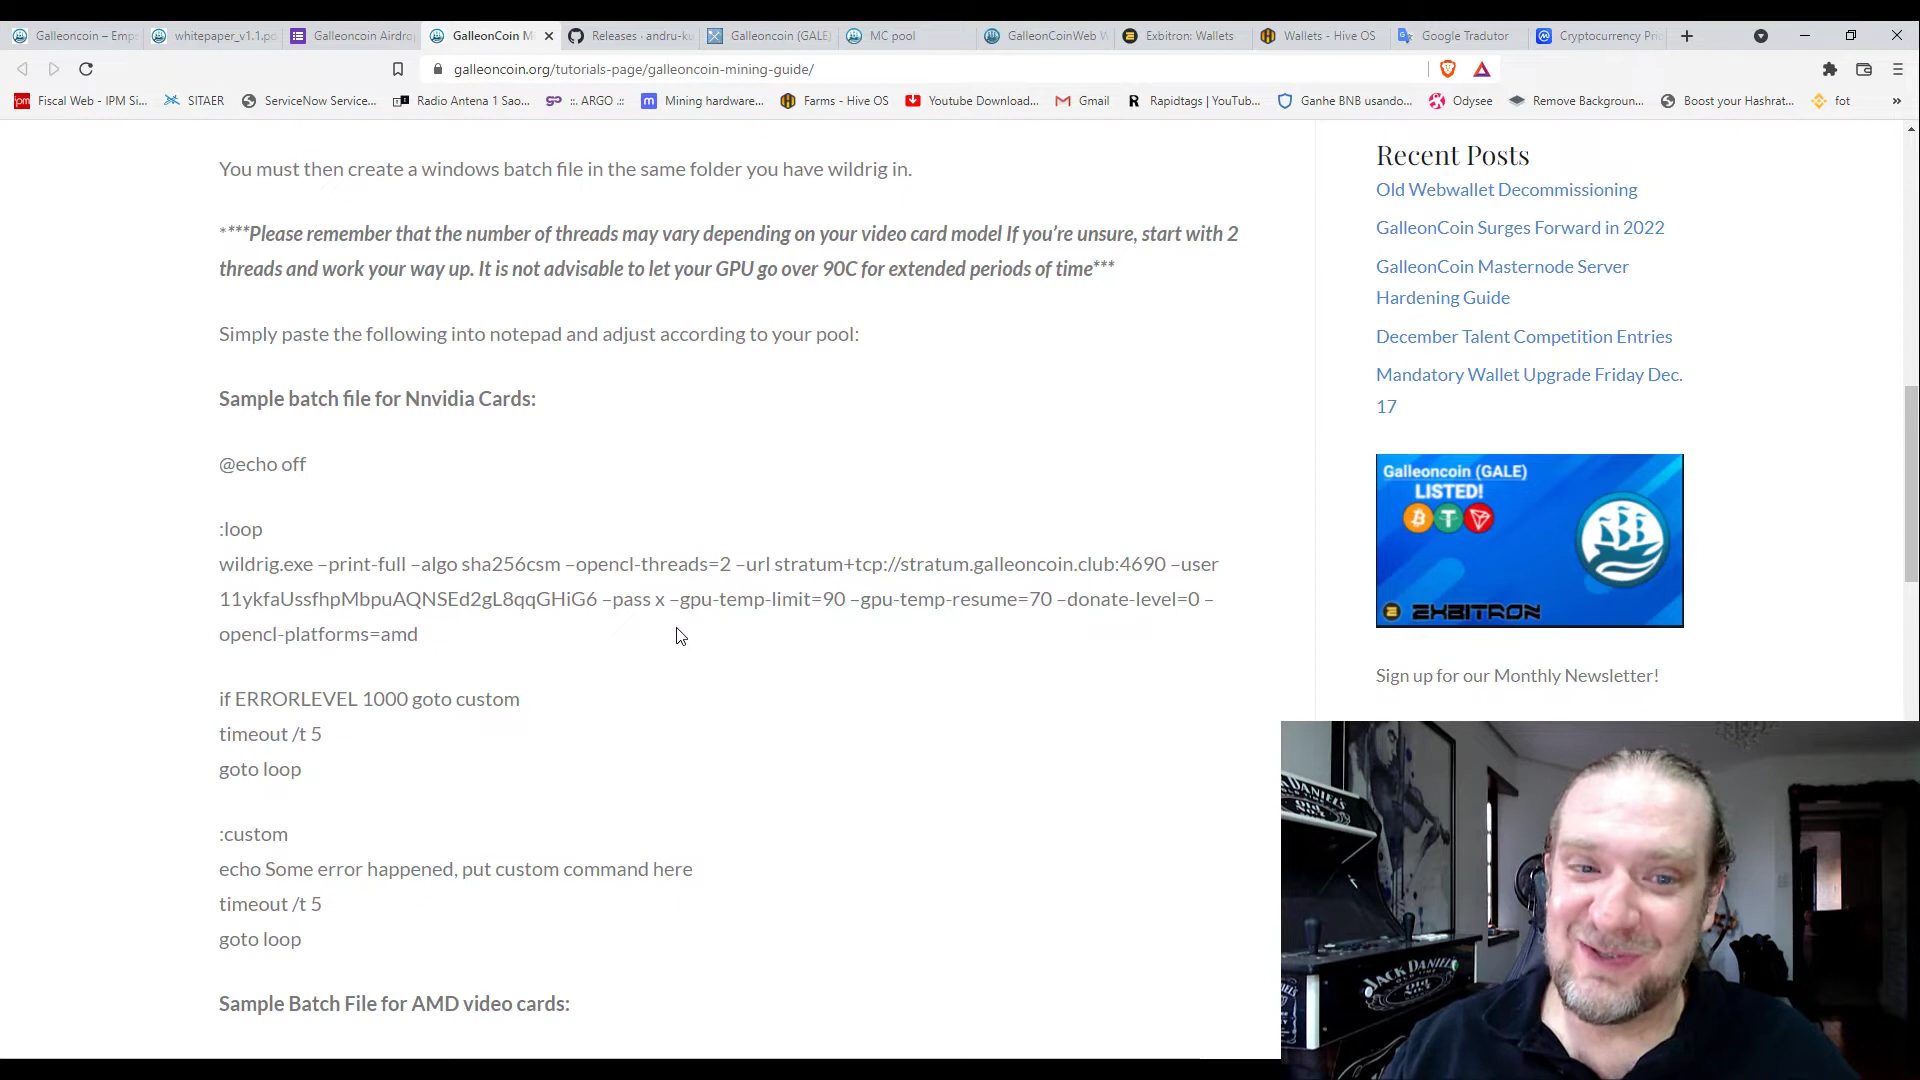 Galleoncoin – Emp
whitepaper_v1.1.pd
Galleoncoin Airdrop
GalleonCoin M
Releases · andru-k
Galleoncoin (GALE)
MC pool
GalleonCoinWeb W
Exbitron: Wallets
Wallets - Hive OS
Google Tradutor
Cryptocurrency Pri
galleoncoin.org/tutorials-page/galleoncoin-mining-guide/
Fiscal Web - IPM Si...
SITAER
ServiceNow Service...
Radio Antena 1 Sao...
::. ARGO .::
Mining hardware...
Farms - Hive OS
Youtube Download...
Gmail
Rapidtags | YouTub...
Ganhe BNB usando...
Odysee
Remove Backgroun...
Boost your Hashrat...
fot
You must then create a windows batch file in the same folder you have wildrig in.
****Please remember that the number of threads may vary depending on your video card model If you’re unsure, start with 2
threads and work your way up. It is not advisable to let your GPU go over 90C for extended periods of time***
Simply paste the following into notepad and adjust according to your pool:
Sample batch file for Nnvidia Cards:
@echo off
:loop
wildrig.exe –print-full –algo sha256csm –opencl-threads=2 –url stratum+tcp://stratum.galleoncoin.club:4690 –user
11ykfaUssfhpMbpuAQNSEd2gL8qqGHiG6 –pass x –gpu-temp-limit=90 –gpu-temp-resume=70 –donate-level=0 –
opencl-platforms=amd
if ERRORLEVEL 1000 goto custom
timeout /t 5
goto loop
:custom
echo Some error happened, put custom command here
timeout /t 5
goto loop
Sample Batch File for AMD video cards:
Recent Posts
Old Webwallet Decommissioning
GalleonCoin Surges Forward in 2022
GalleonCoin Masternode Server
Hardening Guide
December Talent Competition Entries
Mandatory Wallet Upgrade Friday Dec.
17
Galleoncoin (GALE)
LISTED!
EXBITRON
Sign up for our Monthly Newsletter!
JACK DANIEL'S